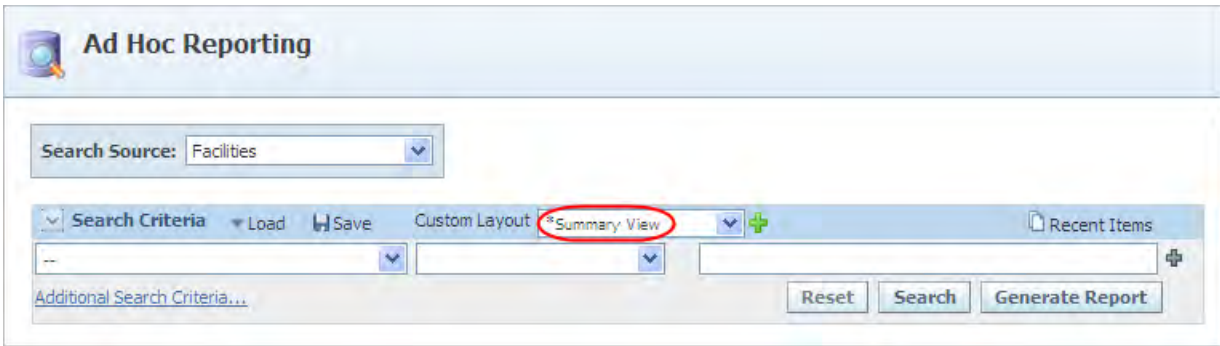 Ad Hoc Reporting
Search Source: Facilities
Search Criteria Load Save Custom Layout *Summary View Recent Items
--
Additional Search Criteria... Reset Search Generate Report